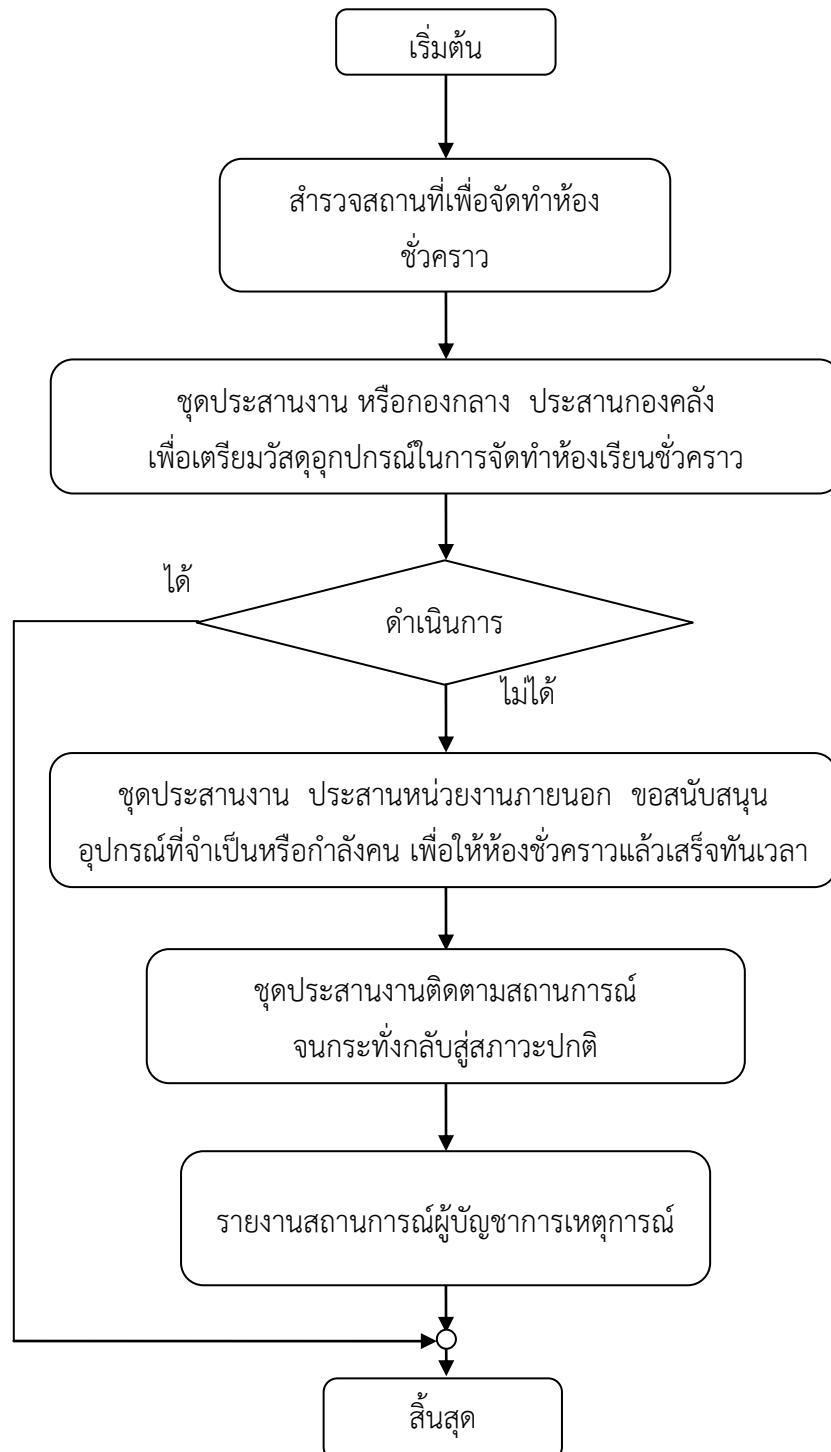 เริ่มต้น
สำรวจสถานที่เพื่อจัดทำห้อง
ชั่วคราว
ชุดประสานงาน หรือกองกลาง ประสานกองคลัง
เพื่อเตรียมวัสดุอุกปกรณ์ในการจัดทำห้องเรียนชั่วคราว
ได้
ดำเนินการ
ไม่ได้
ชุดประสานงาน ประสานหน่วยงานภายนอก ขอสนับสนุน
อุปกรณ์ที่จำเป็นหรือกำลังคน เพื่อให้ห้องชั่วคราวแล้วเสร็จทันเวลา
ชุดประสานงานติดตามสถานการณ์
จนกระทั่งกลับสู่สภาวะปกติ
รายงานสถานการณ์ผู้บัญชาการเหตุการณ์
สิ้นสุด